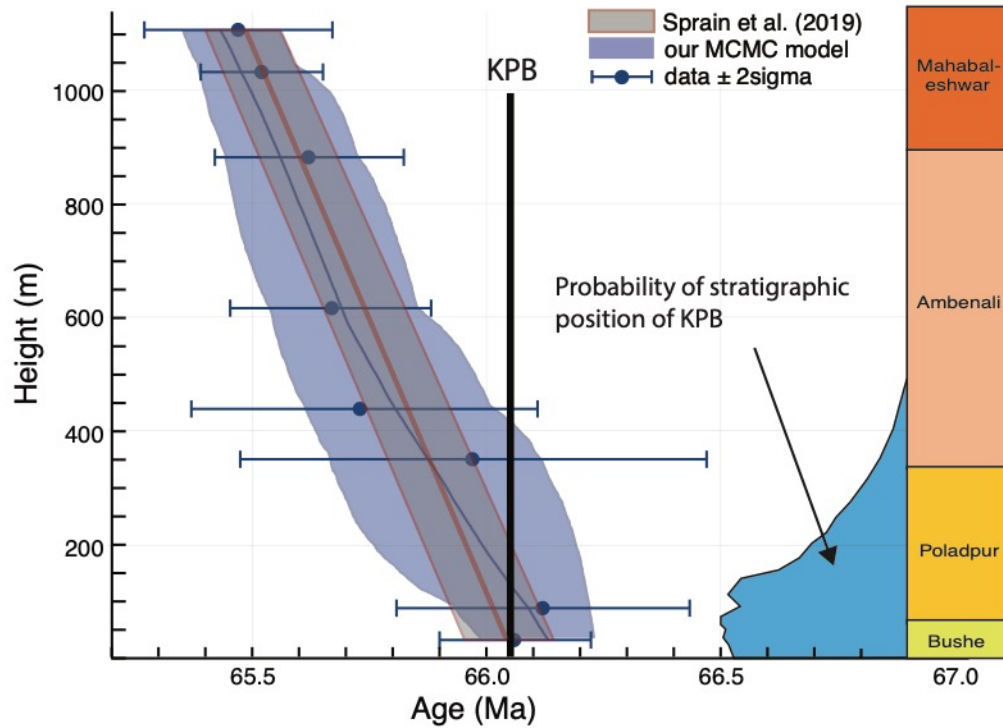 Sprain et al. (2019)
our MCMC model
data ± 2sigma
KPB
Mahabal-
eshwar
1000
800
Height (m)
Probability of stratigraphic
position of KPB
Ambenali
600
400
200
Poladpur
Bushe
65.5
66.0
66.5
67.0
Age (Ma)